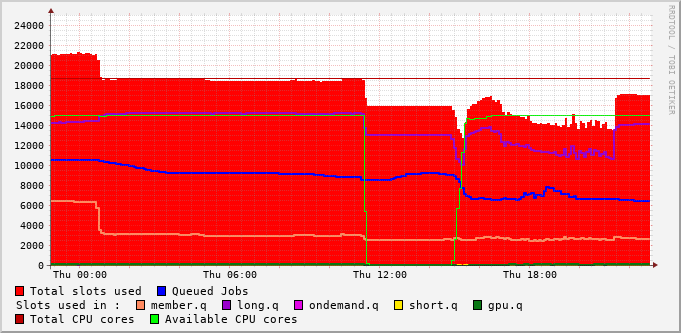 24000
22000
20000
18000
16000
14000
12000
10000
8000
6000
4000
2000
0
Thu 00:00 Thu 06:00 Thu 12:00 Thu 18:00
RRDTOOL / TOBI OETIKER
Total slots used Queued Jobs
Slots used in : member.q long.q ondemand.q short.q gpu.q
Total CPU cores Available CPU cores